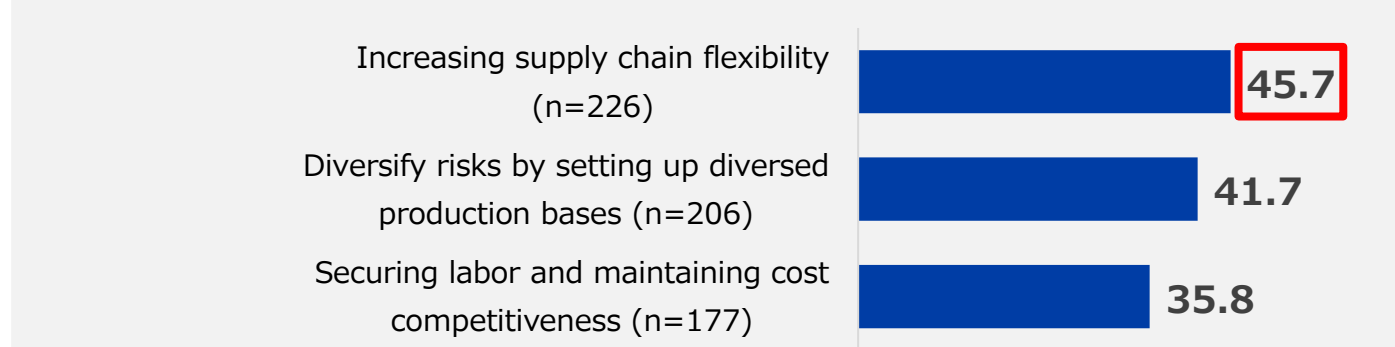 Increasing supply chain flexibility
(n=226)
45.7
Diversify risks by setting up diversed
production bases (n=206)
41.7
Securing labor and maintaining cost
competitiveness (n=177)
35.8